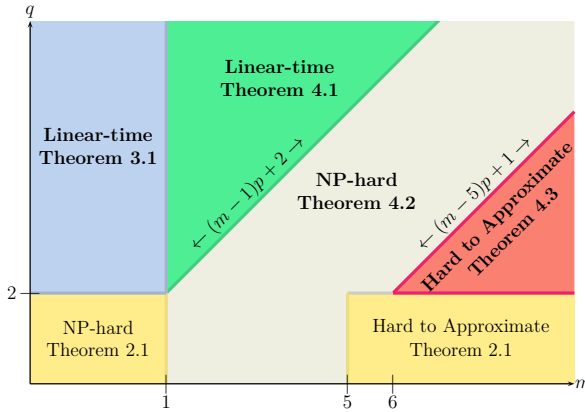 q
Linear-time
Theorem 4.1
Linear-time
Theorem 3.1
← (m − 1)p + 2 →
NP-hard
Theorem 4.2
← (m − 5)p + 1 →
Hard to Approximate
Theorem 4.3
2
NP-hard
Theorem 2.1
Hard to Approximate
Theorem 2.1
1
5
6